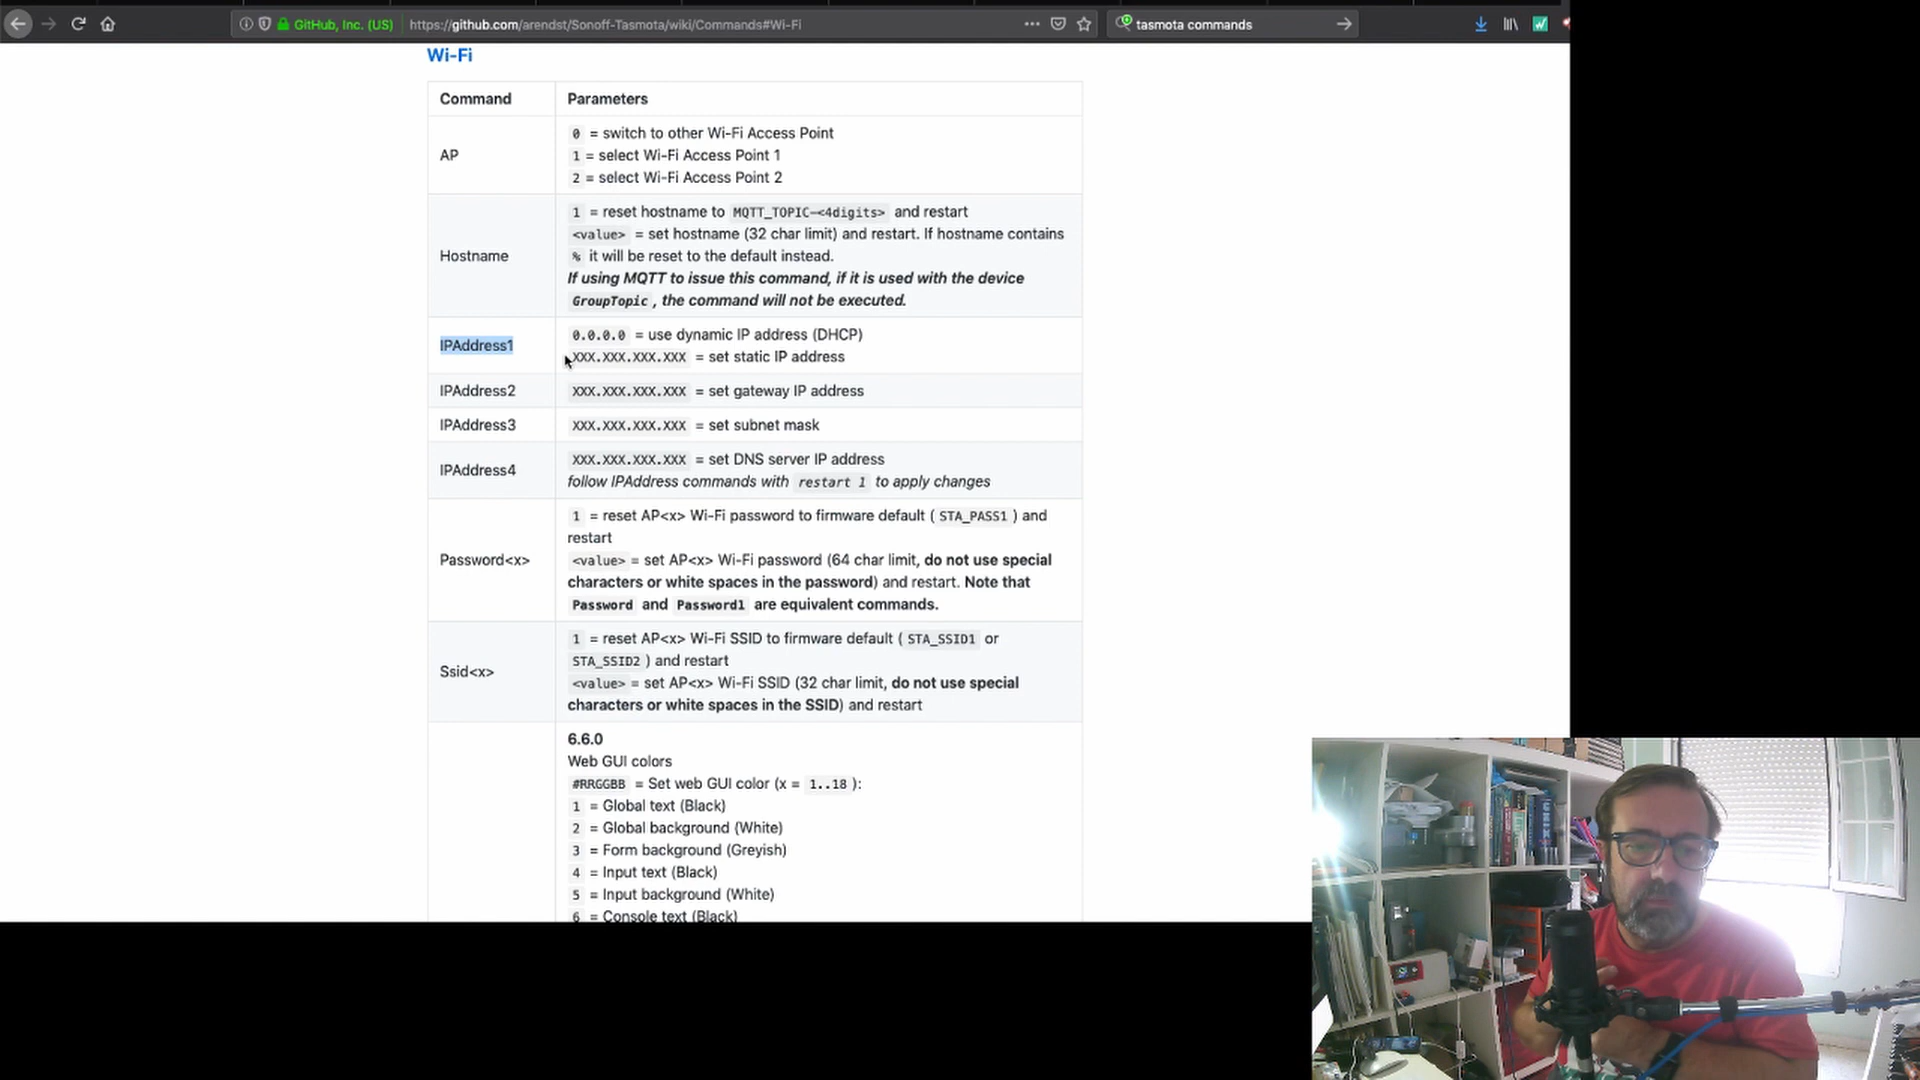 GitHub, Inc. (US)
https://github.com/arendst/Sonoff-Tasmota/wiki/Commands#Wi-Fi
tasmota commands
Wi-Fi
Command Parameters
AP
0 = switch to other Wi-Fi Access Point
1 = select Wi-Fi Access Point 1
2 = select Wi-Fi Access Point 2
Hostname
1 = reset hostname to MQTT_TOPIC-<4digits> and restart
<value> = set hostname (32 char limit) and restart. If hostname contains
% it will be reset to the default instead.
If using MQTT to issue this command, if it is used with the device
GroupTopic, the command will not be executed.
IPAddress1
0.0.0.0 = use dynamic IP address (DHCP)
XXX.XXX.XXX.XXX = set static IP address
IPAddress2 XXX.XXX.XXX.XXX = set gateway IP address
IPAddress3 XXX.XXX.XXX.XXX = set subnet mask
IPAddress4
XXX.XXX.XXX.XXX = set DNS server IP address
follow IPAddress commands with restart 1 to apply changes
Password<x>
1 = reset AP<x> Wi-Fi password to firmware default ( STA_PASS1 ) and
restart
<value> = set AP<x> Wi-Fi password (64 char limit, do not use special
characters or white spaces in the password) and restart. Note that
Password and Password1 are equivalent commands.
Ssid<x>
1 = reset AP<x> Wi-Fi SSID to firmware default ( STA_SSID1 or
STA_SSID2 ) and restart
<value> = set AP<x> Wi-Fi SSID (32 char limit, do not use special
characters or white spaces in the SSID) and restart
6.6.0
Web GUI colors
#RRGGBB = Set web GUI color (x = 1..18 ):
1 = Global text (Black)
2 = Global background (White)
3 = Form background (Greyish)
4 = Input text (Black)
5 = Input background (White)
6 = Console text (Black)